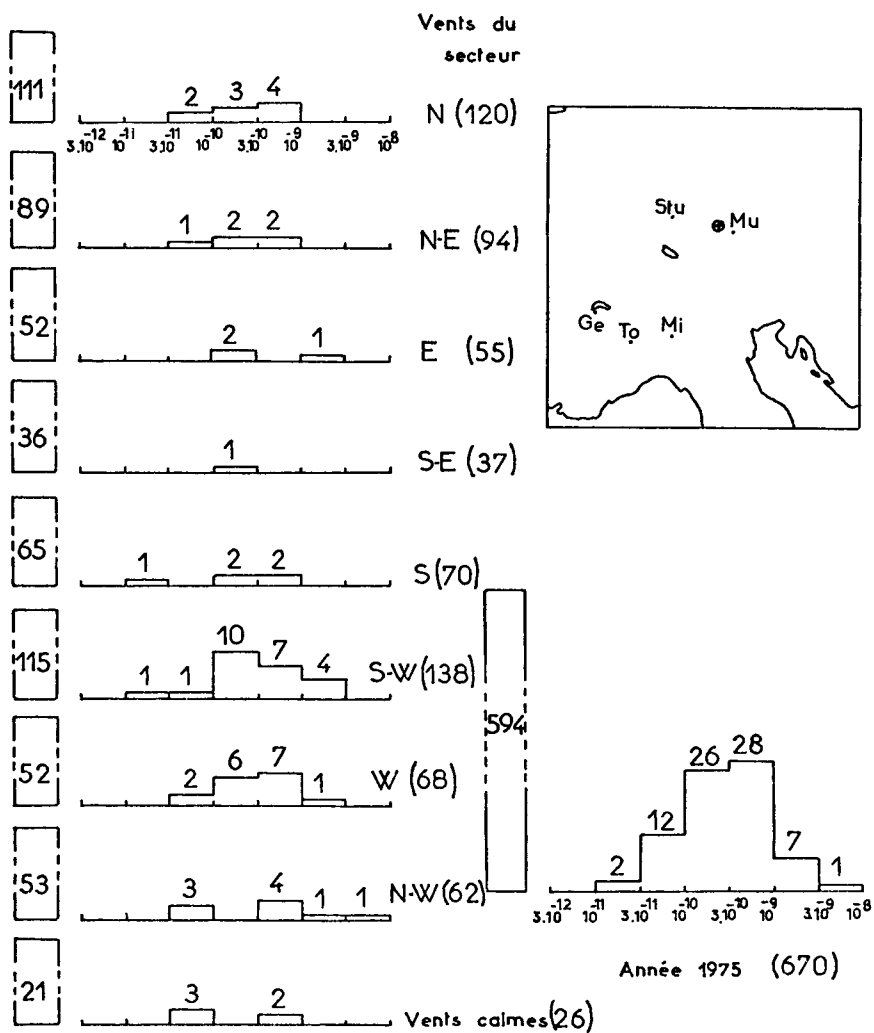 Vents du
secteur
111
2 3 4
N (120)
3.10⁻¹² 10⁻¹¹ 3.10⁻¹¹ 10⁻¹⁰ 3.10⁻¹⁰ 10⁻⁹ 3.10⁻⁹ 10⁻⁸
89
1 2 2
N-E (94)
52
2 1
E (55)
36
1
S-E (37)
65
1 2 2
S (70)
115
1 1 10 7 4
S-W (138)
52
2 6 7 1
W (68)
53
3 4 1 1
N-W (62)
21
3 2
Vents calmes (26)
Stu
Mu
Ge
To
Mi
594
2 12 26 28 7 1
3.10⁻¹² 10⁻¹¹ 3.10⁻¹¹ 10⁻¹⁰ 3.10⁻¹⁰ 10⁻⁹ 3.10⁻⁹ 10⁻⁸
Année 1975 (670)